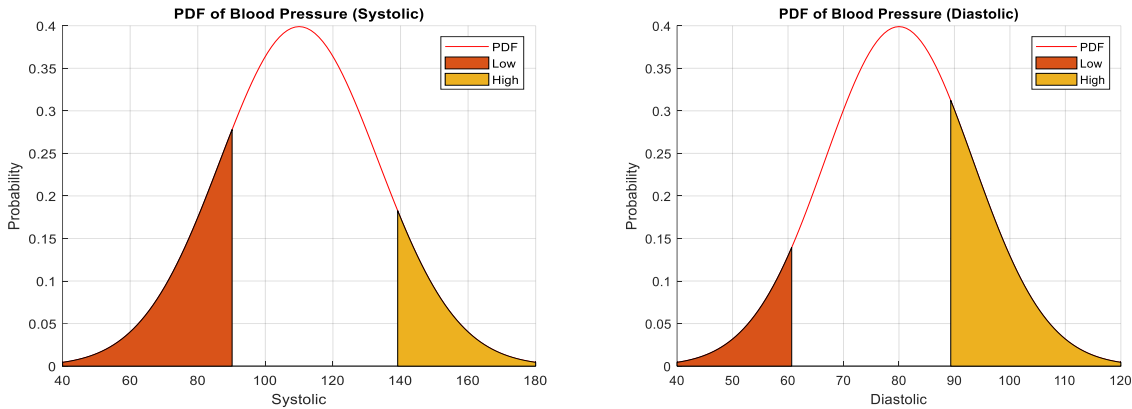 PDF of Blood Pressure (Systolic)
0.4
0.35
0.3
0.25
0.2
0.15
0.1
0.05
0
Probability
40 60 80 100 120 140 160 180
Systolic
PDF
Low
High
PDF of Blood Pressure (Diastolic)
0.4
0.35
0.3
0.25
0.2
0.15
0.1
0.05
0
Probability
40 50 60 70 80 90 100 110 120
Diastolic
PDF
Low
High